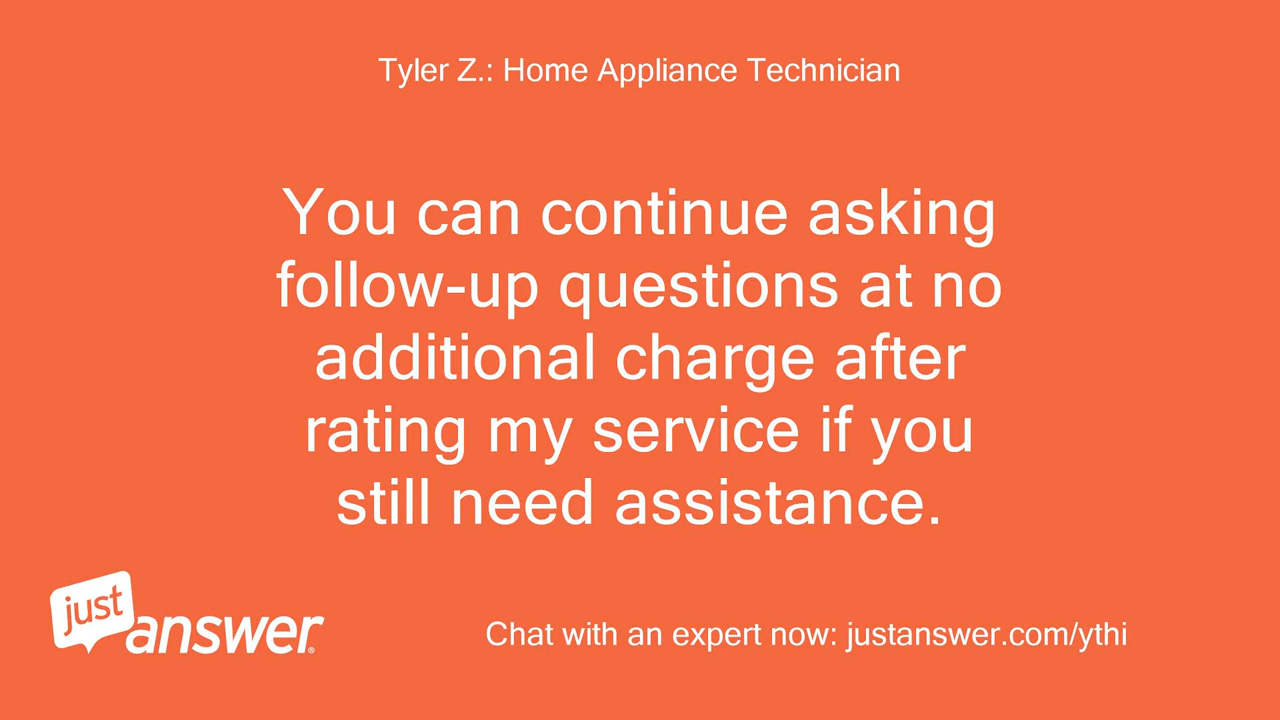 Tyler Z.: Home Appliance Technician
You can continue asking
follow-up questions at no
additional charge after
rating my service if you
still need assistance.
just
answer®
Chat with an expert now: justanswer.com/ythi